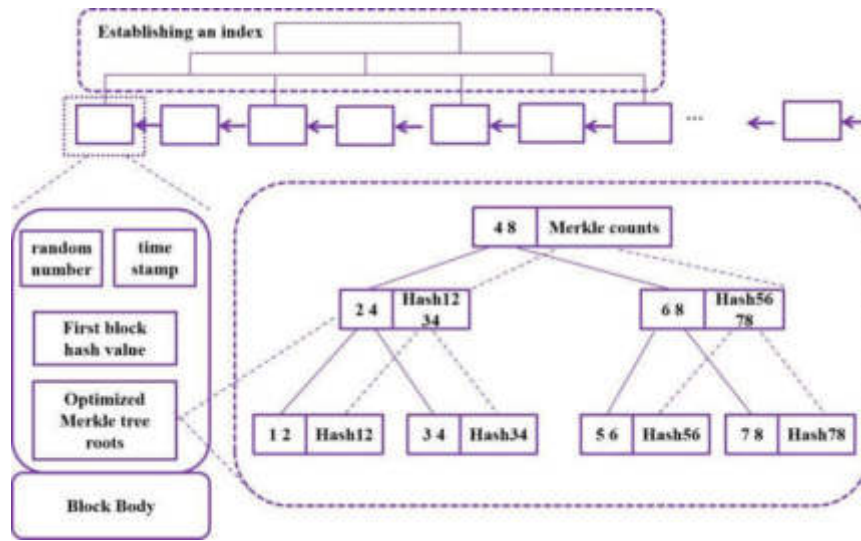 Establishing an index
...
4 8 Merkle counts
random
number
time
stamp
2 4 Hash12
34
6 8 Hash56
78
First block
hash value
Optimized
Merkle tree
roots
1 2 Hash12
3 4 Hash34
5 6 Hash56
7 8 Hash78
Block Body